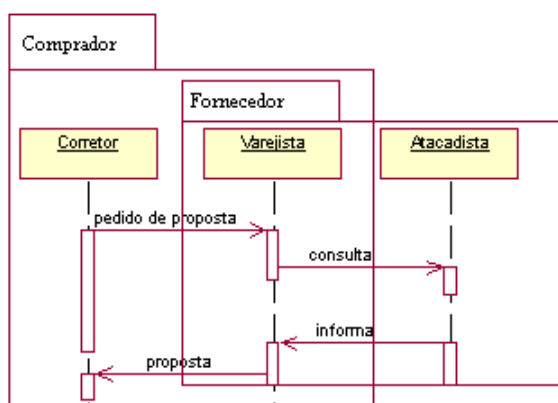 Comprador
Fornecedor
Corretor
Varejista
Atacadista
pedido de proposta
consulta
informa
proposta